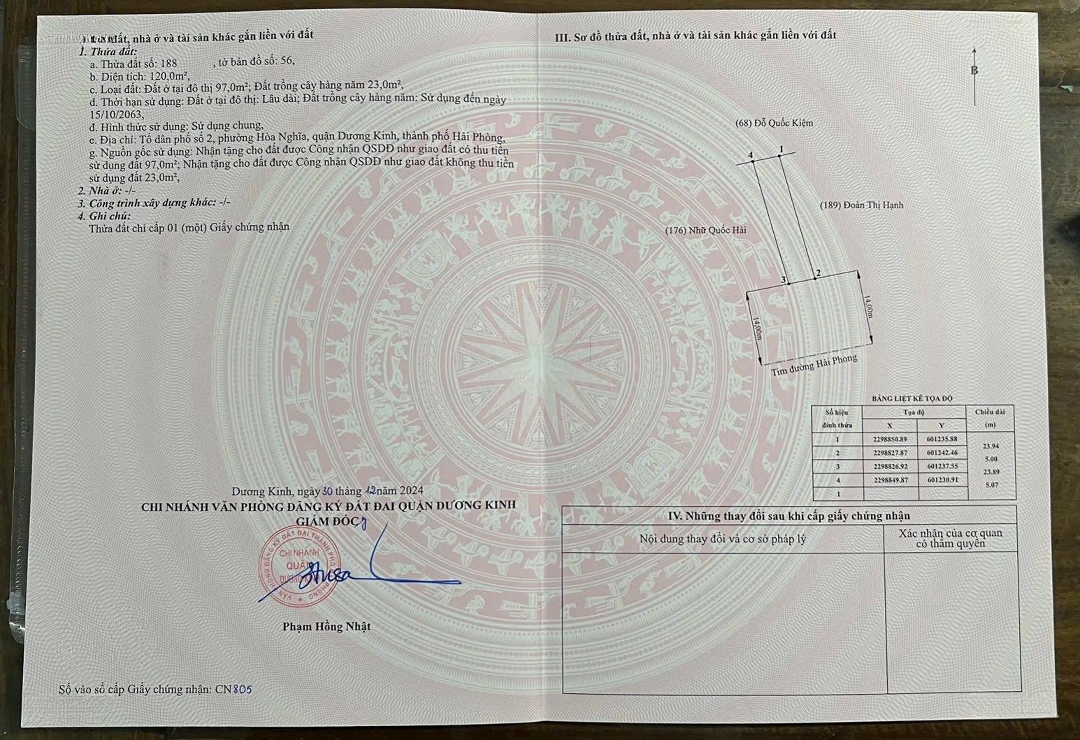 đất, nhà ở và tài sản khác gắn liền với đất
1. Thửa đất:
a. Thửa đất số: 188 , tờ bản đồ số: 56,
b. Diện tích: 120,0m²,
c. Loại đất: Đất ở tại đô thị 97,0m²; Đất trồng cây hàng năm 23,0m²,
d. Thời hạn sử dụng: Đất ở tại đô thị: Lâu dài; Đất trồng cây hàng năm: Sử dụng đến ngày
15/10/2063,
đ. Hình thức sử dụng: Sử dụng chung,
e. Địa chỉ: Tổ dân phố số 2, phường Hòa Nghĩa, quận Dương Kinh, thành phố Hải Phòng,
g. Nguồn gốc sử dụng: Nhận tặng cho đất được Công nhận QSDĐ như giao đất có thu tiền
sử dụng đất 97,0m²; Nhận tặng cho đất được Công nhận QSDĐ như giao đất không thu tiền
sử dụng đất 23,0m²,
2. Nhà ở: -/-
3. Công trình xây dựng khác: -/-
4. Ghi chú:
Thửa đất chỉ cấp 01 (một) Giấy chứng nhận
Dương Kinh, ngày 30 tháng 12 năm 2024
CHI NHÁNH VĂN PHÒNG ĐĂNG KÝ ĐẤT ĐAI QUẬN DƯƠNG KINH
GIÁM ĐỐC
CHI NHÁNH
QUẬN
Phạm Hồng Nhật
Số vào sổ cấp Giấy chứng nhận: CN 805
III. Sơ đồ thửa đất, nhà ở và tài sản khác gắn liền với đất
B
(68) Đỗ Quốc Kiệm
4 1
(189) Đoàn Thị Hạnh
(176) Nhữ Quốc Hải
3 2
14.00m
14.00m
Tim đường Hải Phong
BẢNG LIỆT KÊ TỌA ĐỘ
Số hiệu đỉnh thửa Tọa độ Chiều dài (m)
X Y
1 2298850.89 601235.88
23.94
2 2298827.87 601242.46
5.00
3 2298826.92 601237.55
23.89
4 2298849.87 601230.91
5.07
1
IV. Những thay đổi sau khi cấp giấy chứng nhận
Nội dung thay đổi và cơ sở pháp lý
Xác nhận của cơ quan
có thẩm quyền